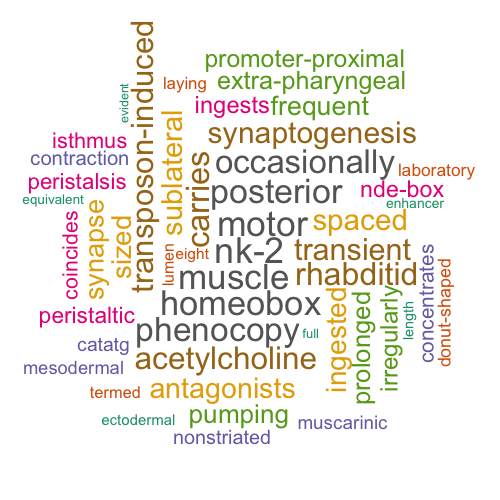 promoter-proximal
evident
laying
extra-pharyngeal
transposon-induced
ingests
frequent
isthmus
sublateral
synaptogenesis
contraction
carries
occasionally
laboratory
peristalsis
posterior
nde-box
equivalent
enhancer
synapse
sized
coincides
motor
spaced
nk-2
transient
lumen
eight
muscle
rhabditid
concentrates
donut-shaped
homeobox
ingested
prolonged
irregularly
length
peristaltic
phenocopy
full
catatg
acetylcholine
mesodermal
termed
antagonists
ectodermal
pumping
muscarinic
nonstriated